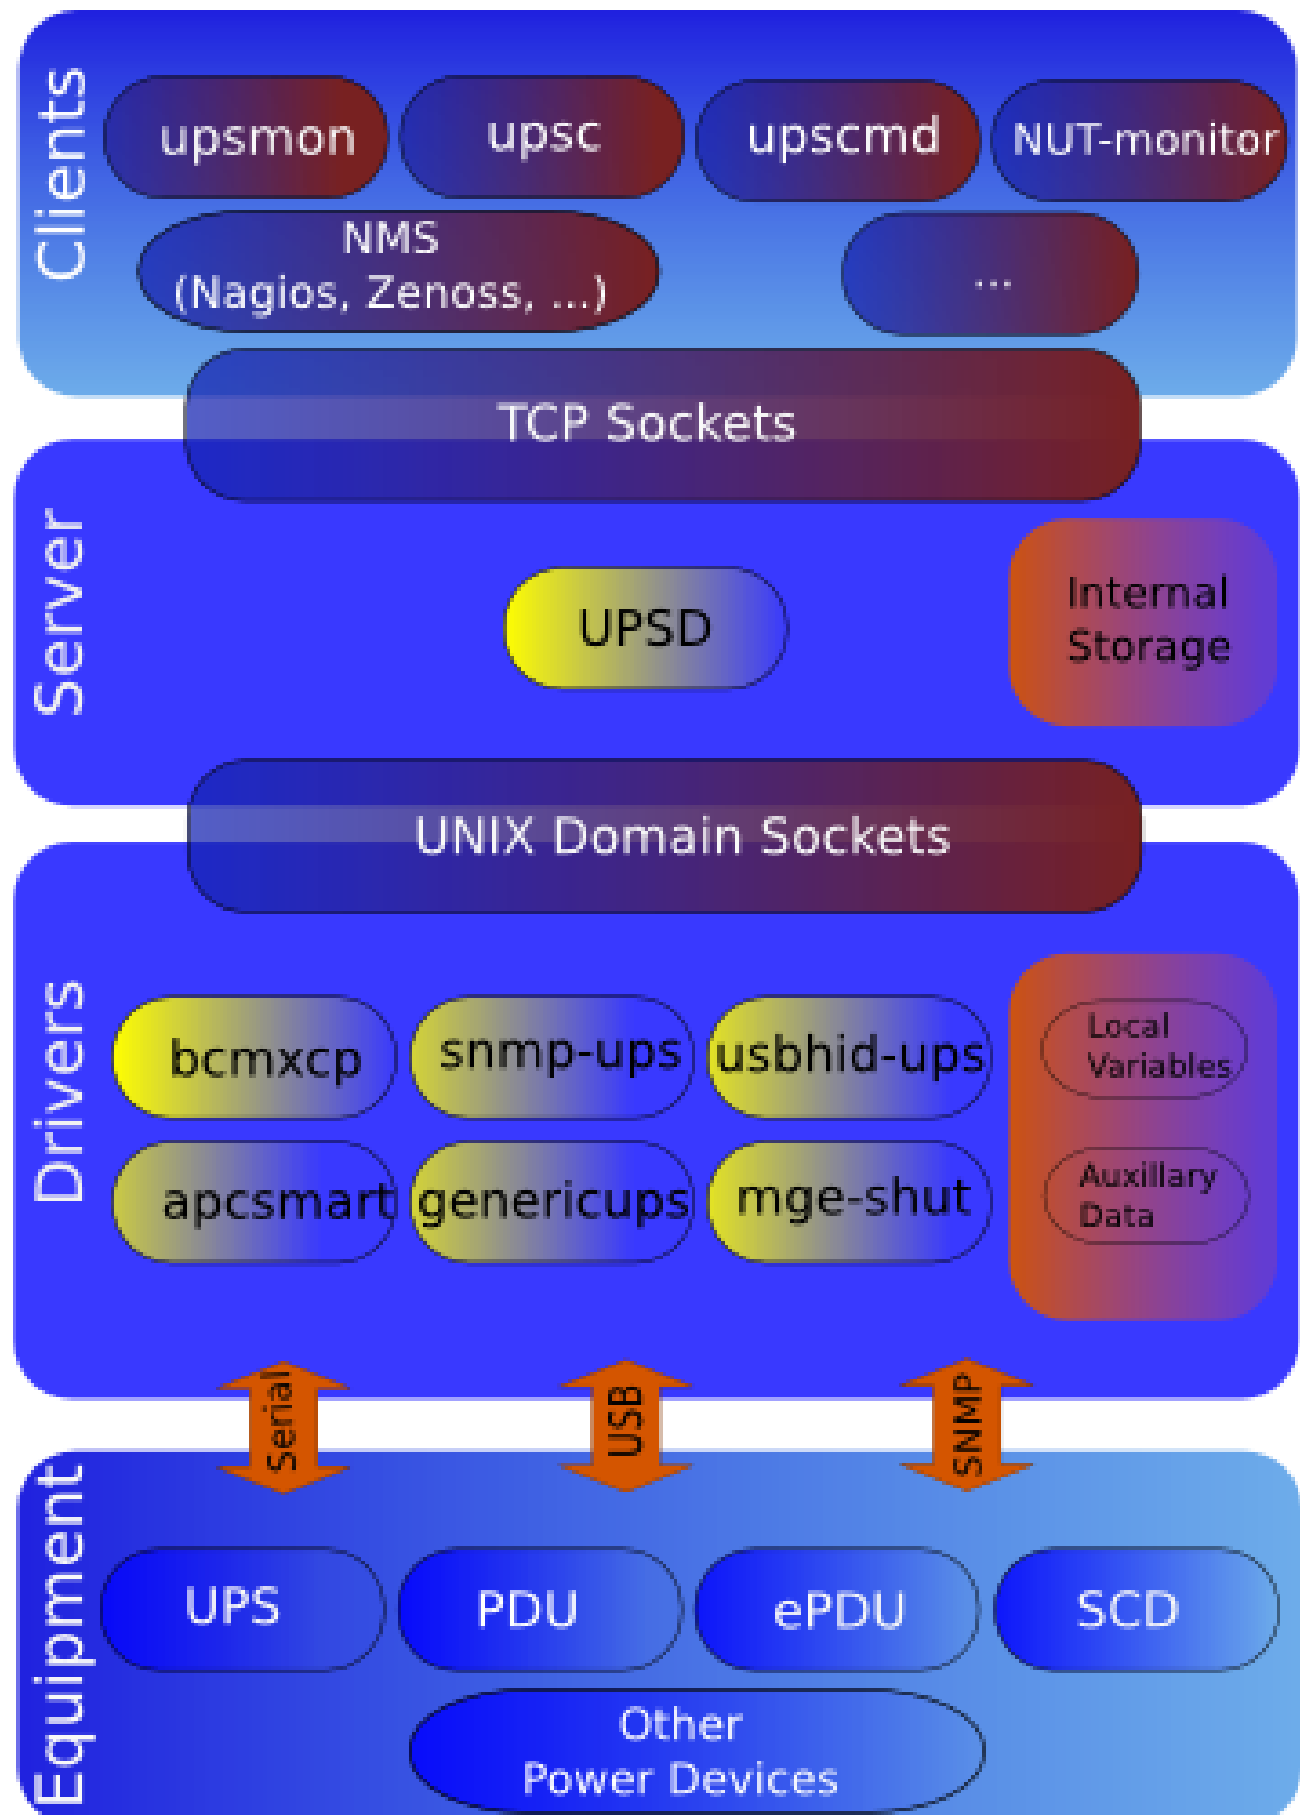 Clients
upsmon
upsc
upscmd
NUT-monitor
NMS
(Nagios, Zenoss, ...)
...
TCP Sockets
Server
UPSD
Internal
Storage
UNIX Domain Sockets
Drivers
bcmxcp
snmp-ups
usbhid-ups
Local
Variables
apcsmart
genericups
mge-shut
Auxillary
Data
Serial
USB
SNMP
Equipment
UPS
PDU
ePDU
SCD
Other
Power Devices